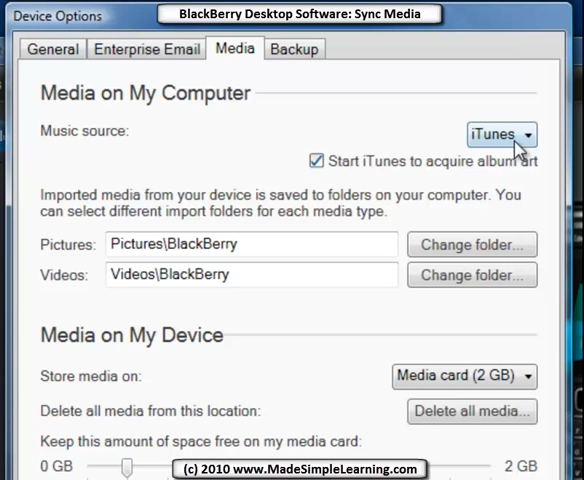 Device Options
BlackBerry Desktop Software: Sync Media
General Enterprise Email Media Backup
Media on My Computer
Music source: iTunes
Start iTunes to acquire album art
Imported media from your device is saved to folders on your computer. You
can select different import folders for each media type.
Pictures: Pictures\BlackBerry Change folder...
Videos: Videos\BlackBerry Change folder...
Media on My Device
Store media on: Media card (2 GB)
Delete all media from this location: Delete all media...
Keep this amount of space free on my media card:
0 GB 2 GB
(c) 2010 www.MadeSimpleLearning.com